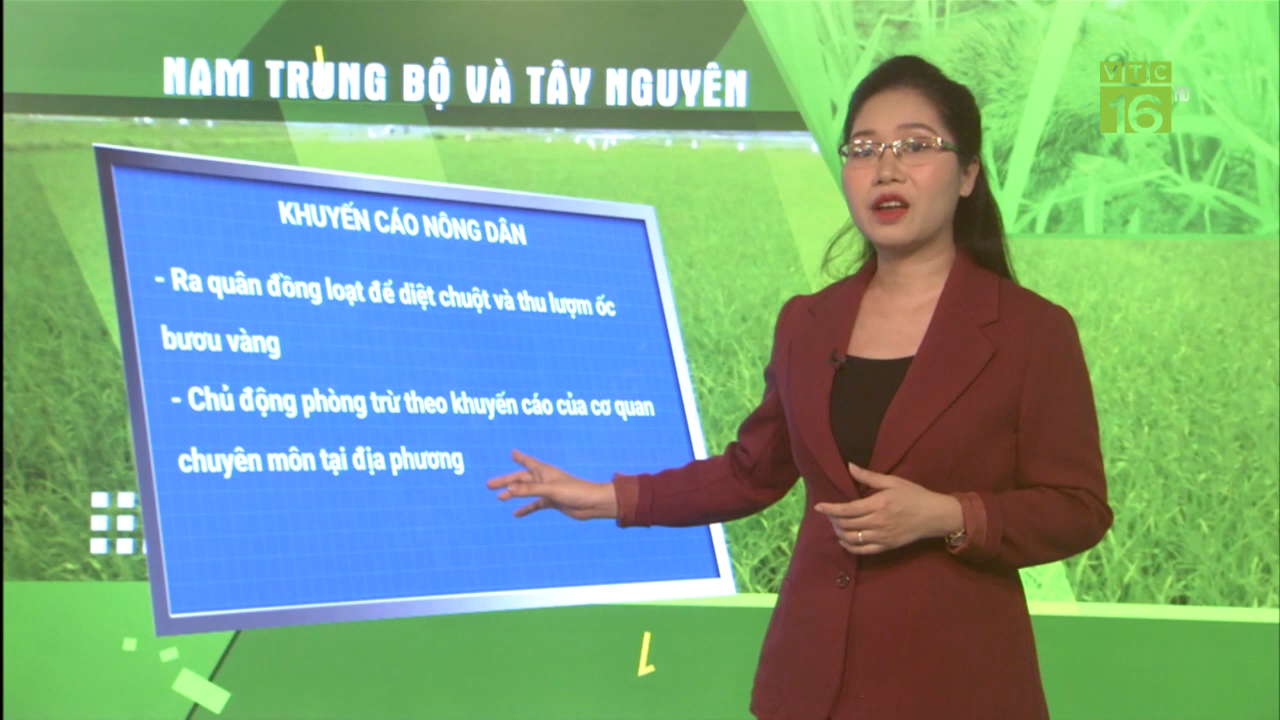 NAM TRUNG BỘ VÀ TÂY NGUYÊN
VTC
16
HD
KHUYẾN CÁO NÔNG DÂN
- Ra quân đồng loạt để diệt chuột và thu lượm ốc
bươu vàng
- Chủ động phòng trừ theo khuyến cáo của cơ quan
chuyên môn tại địa phương